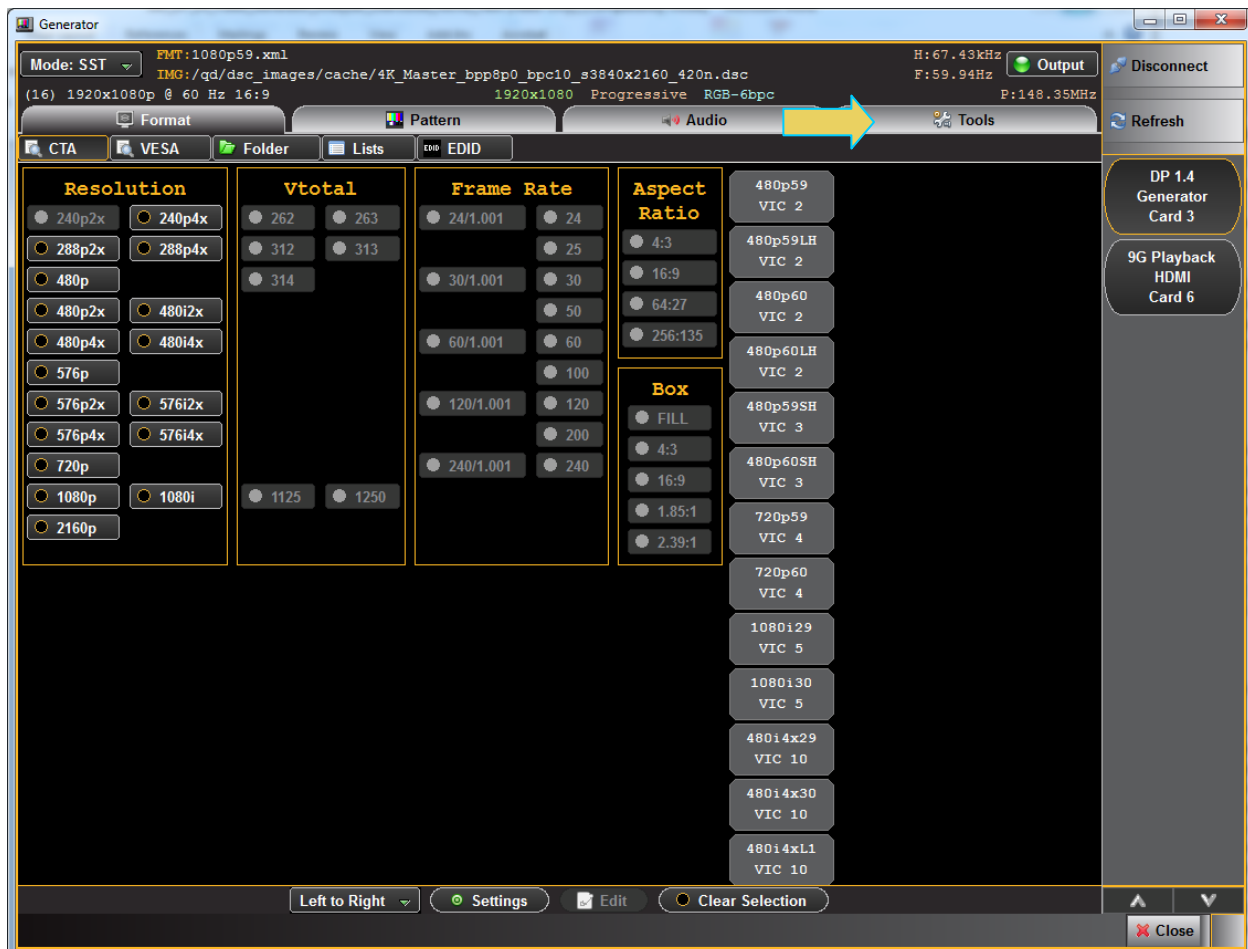 Generator
Mode: SST
FMT:1080p59.xml
IMG:/qd/dsc_images/cache/4K_Master_bpp8p0_bpc10_s3840x2160_420n.dsc
H:67.43kHz
F:59.94Hz
Output
(16) 1920x1080p @ 60 Hz 16:9
1920x1080 Progressive RGB-6bpc
P:148.35MHz
Disconnect
Refresh
Format
Pattern
Audio
Tools
CTA
VESA
Folder
Lists
EDID EDID
Resolution
240p2x 240p4x
288p2x 288p4x
480p
480p2x 480i2x
480p4x 480i4x
576p
576p2x 576i2x
576p4x 576i4x
720p
1080p 1080i
2160p
Vtotal
262 263
312 313
314
1125 1250
Frame Rate
24/1.001 24
25
30/1.001 30
50
60/1.001 60
100
120/1.001 120
200
240/1.001 240
Aspect
Ratio
4:3
16:9
64:27
256:135
Box
FILL
4:3
16:9
1.85:1
2.39:1
480p59
VIC 2
480p59LH
VIC 2
480p60
VIC 2
480p60LH
VIC 2
480p59SH
VIC 3
480p60SH
VIC 3
720p59
VIC 4
720p60
VIC 4
1080i29
VIC 5
1080i30
VIC 5
480i4x29
VIC 10
480i4x30
VIC 10
480i4xL1
VIC 10
DP 1.4
Generator
Card 3
9G Playback
HDMI
Card 6
Left to Right
Settings
Edit
Clear Selection
Close